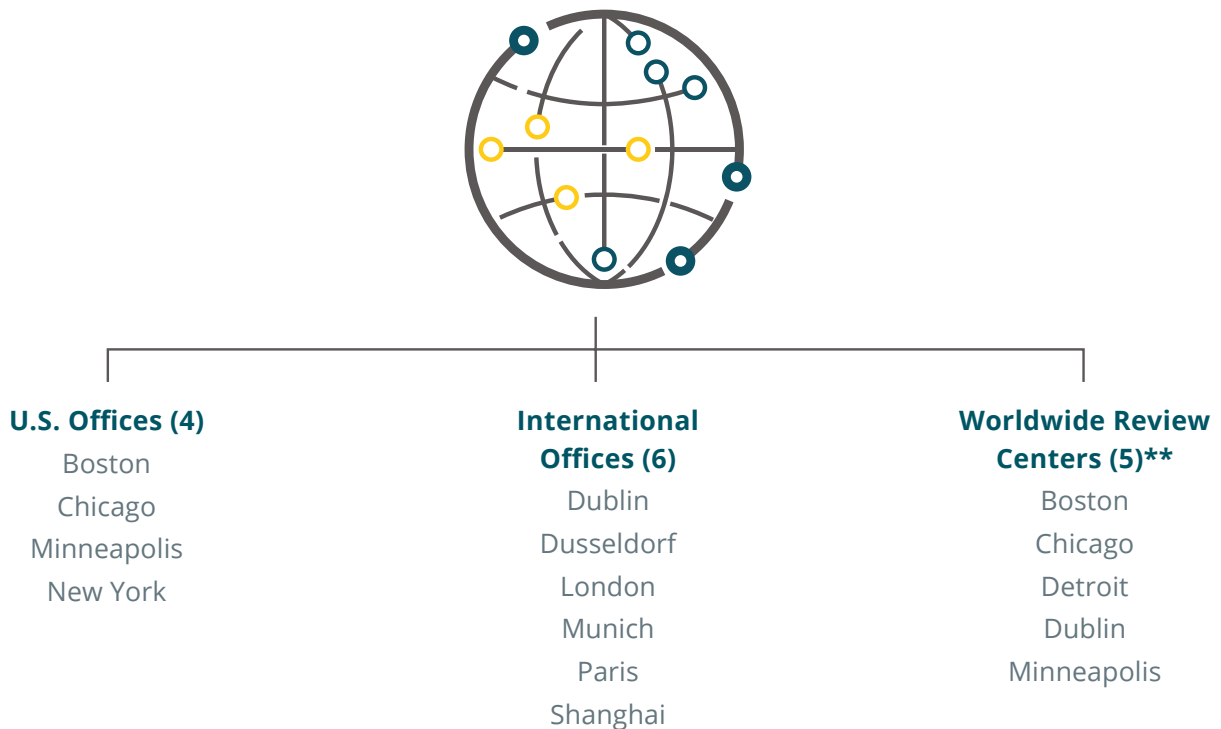 U.S. Offices (4)
Boston
Chicago
Minneapolis
New York
International
Offices (6)
Dublin
Dusseldorf
London
Munich
Paris
Shanghai
Worldwide Review
Centers (5)**
Boston
Chicago
Detroit
Dublin
Minneapolis